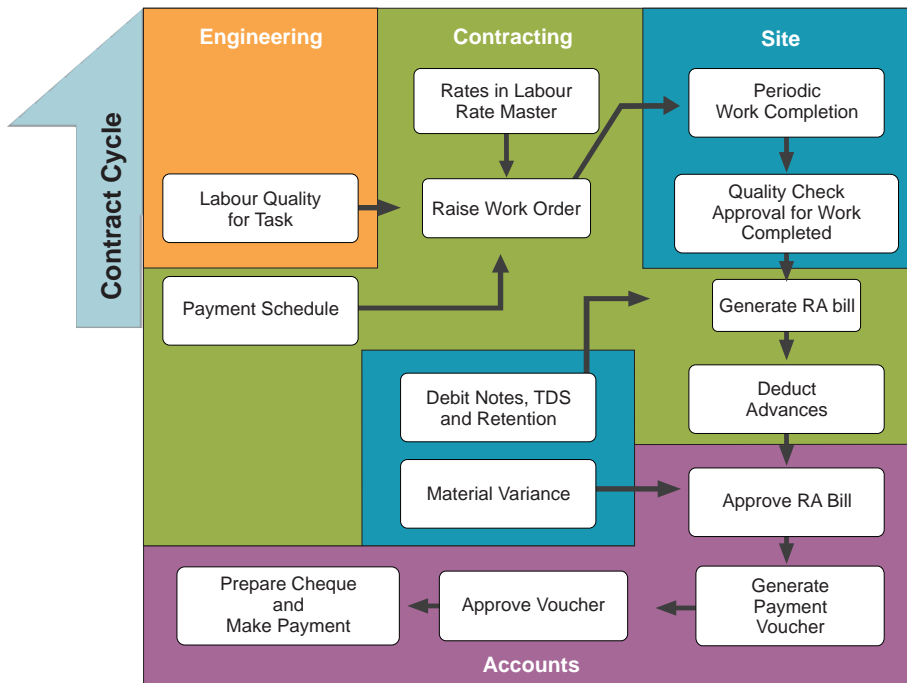 Contract Cycle
Engineering
Contracting
Site
Rates in Labour
Rate Master
Periodic
Work Completion
Labour Quality
for Task
Raise Work Order
Quality Check
Approval for Work
Completed
Payment Schedule
Generate RA bill
Debit Notes, TDS
and Retention
Deduct
Advances
Material Variance
Approve RA Bill
Prepare Cheque
and
Make Payment
Approve Voucher
Generate
Payment
Voucher
Accounts